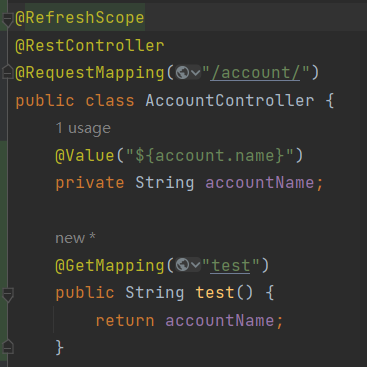 @RefreshScope
@RestController
@RequestMapping("/account/")
public class AccountController {
1 usage
@Value("${account.name}")
private String accountName;
new *
@GetMapping("test")
public String test() {
return accountName;
}